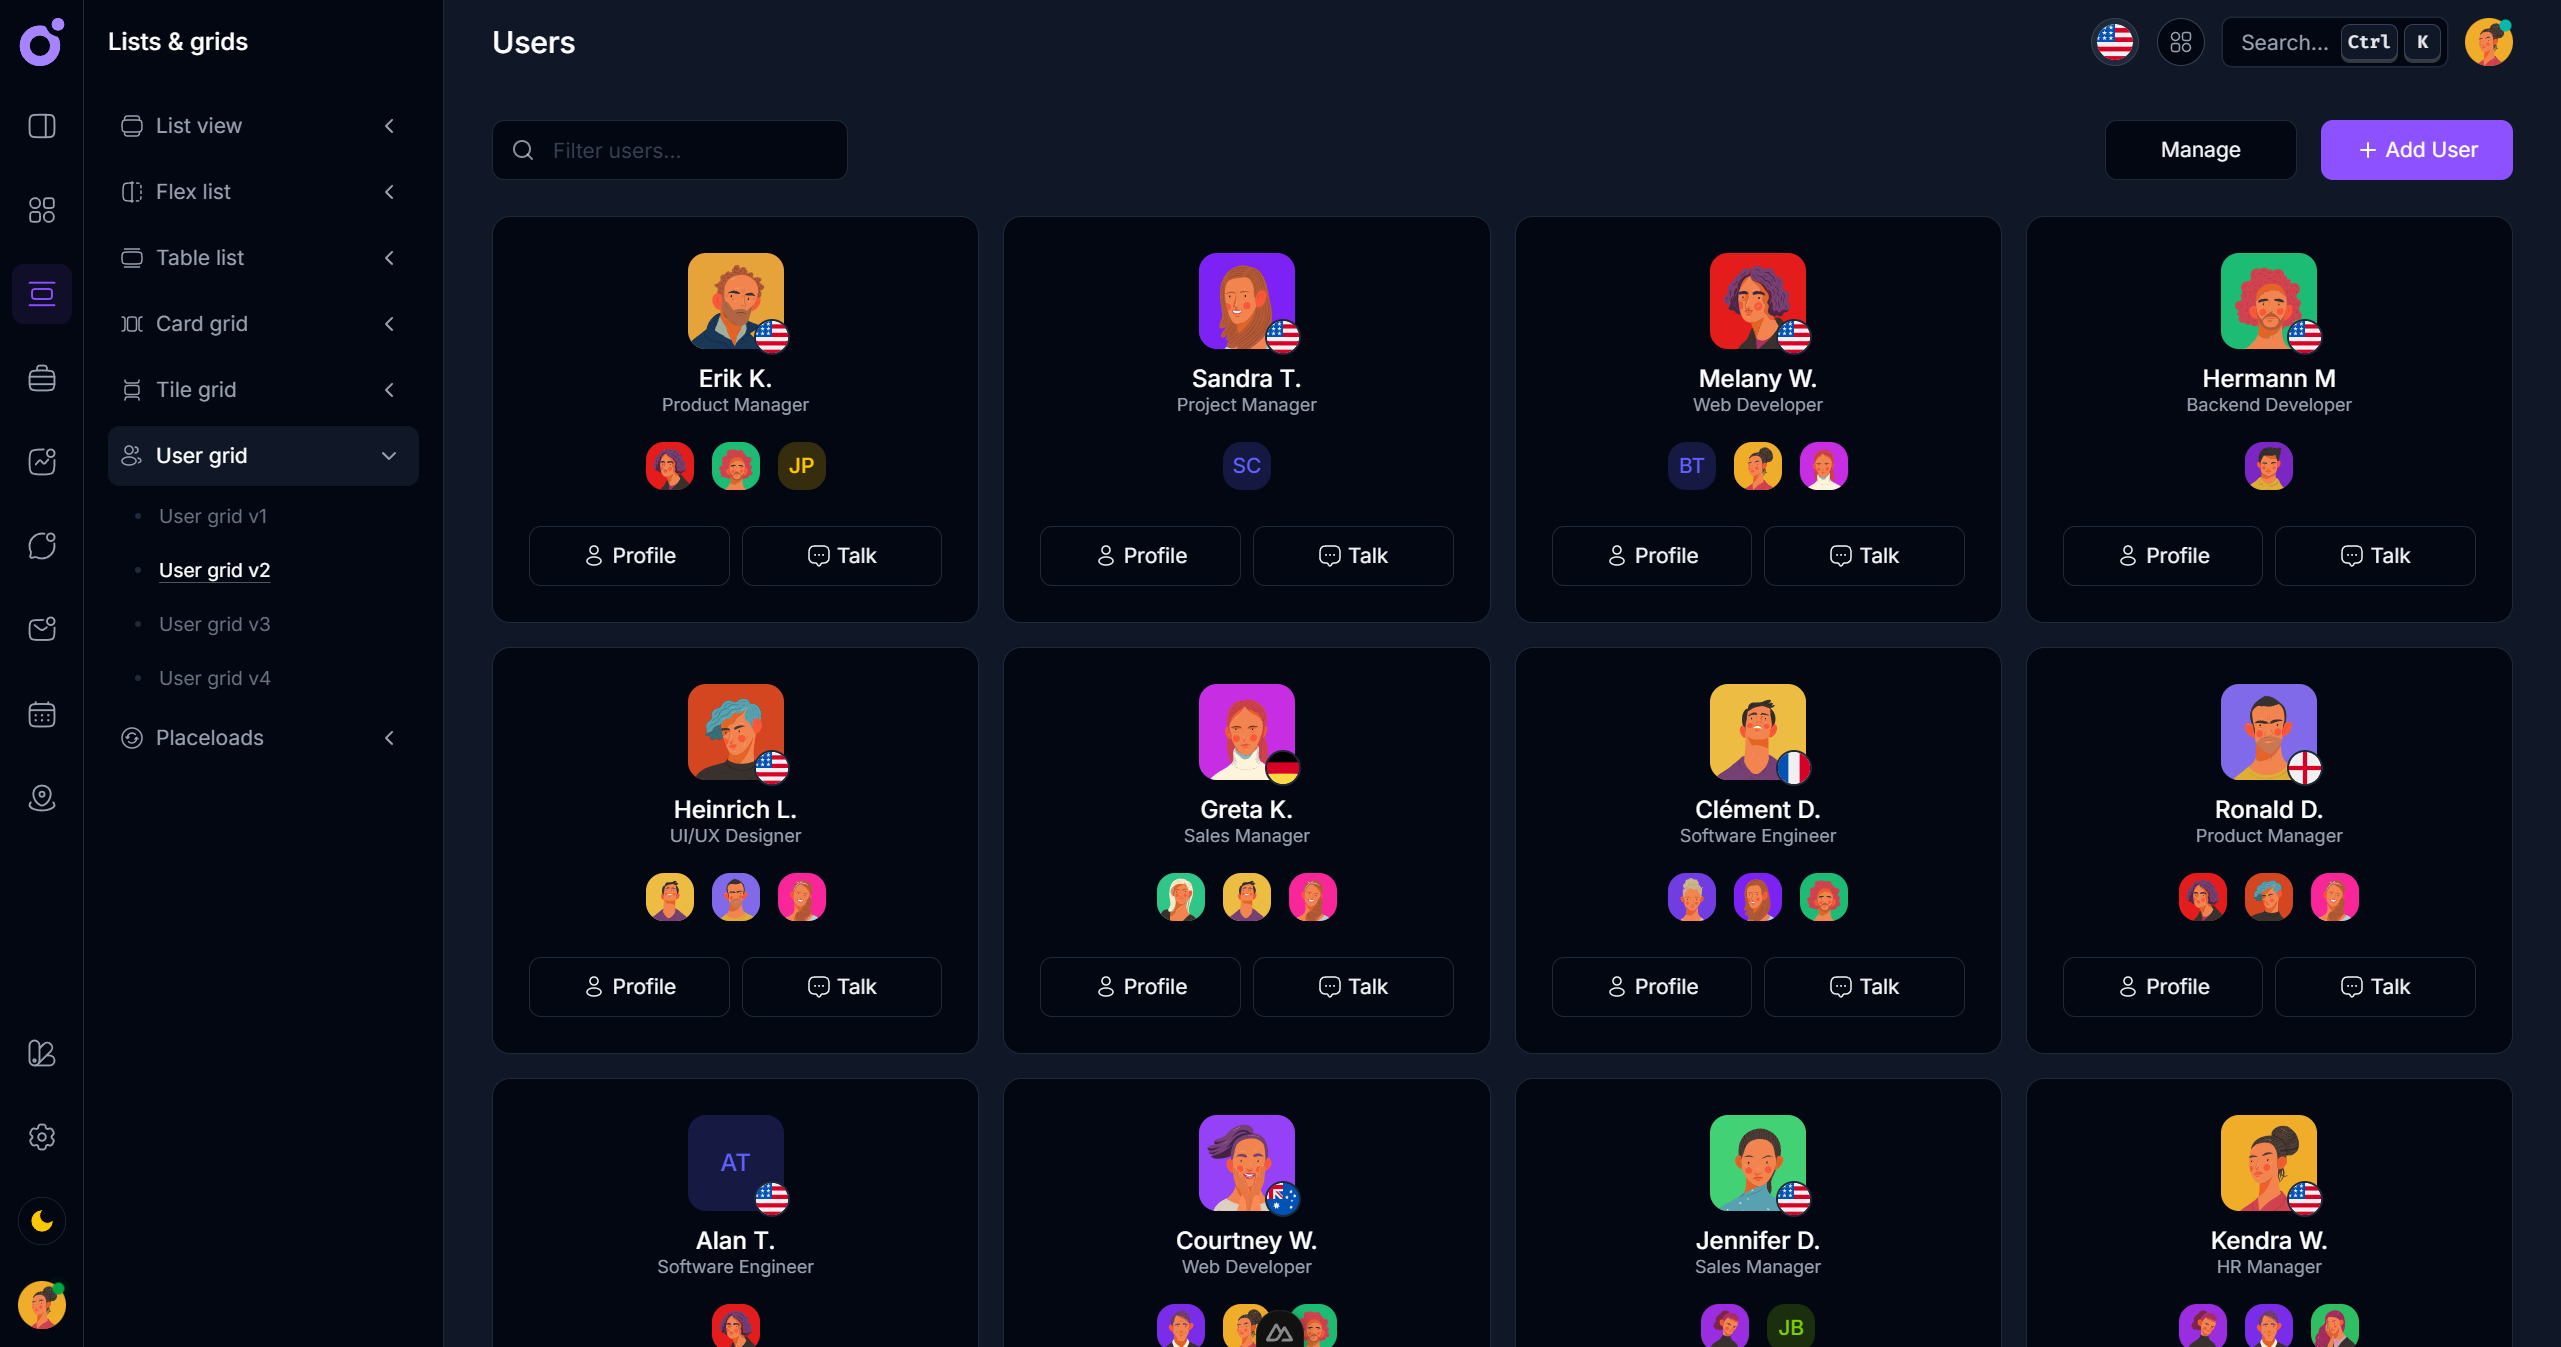 Lists & grids
List view
Flex list
Table list
Card grid
Tile grid
User grid
User grid v1
User grid v2
User grid v3
User grid v4
Placeloads
Users
Search... Ctrl K
Filter users...
Manage
+ Add User
Erik K.
Product Manager
JP
Profile Talk
Sandra T.
Project Manager
SC
Profile Talk
Melany W.
Web Developer
BT
Profile Talk
Hermann M
Backend Developer
Profile Talk
Heinrich L.
UI/UX Designer
Profile Talk
Greta K.
Sales Manager
Profile Talk
Clément D.
Software Engineer
Profile Talk
Ronald D.
Product Manager
Profile Talk
AT
Alan T.
Software Engineer
Courtney W.
Web Developer
Jennifer D.
Sales Manager
JB
Kendra W.
HR Manager